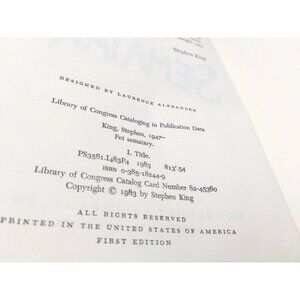 Stephen King
SEMATAR
DESIGNED BY LAURENCE ALEXANDER
Library of Congress Cataloging in Publication Data
King, Stephen, 1947–
Pet sematary.
I. Title.
PS3561.I483P4 1983 813'.54
ISBN 0-385-18244-9
Library of Congress Catalog Card Number 82-45360
Copyright © 1983 by Stephen King
ALL RIGHTS RESERVED
PRINTED IN THE UNITED STATES OF AMERICA
FIRST EDITION